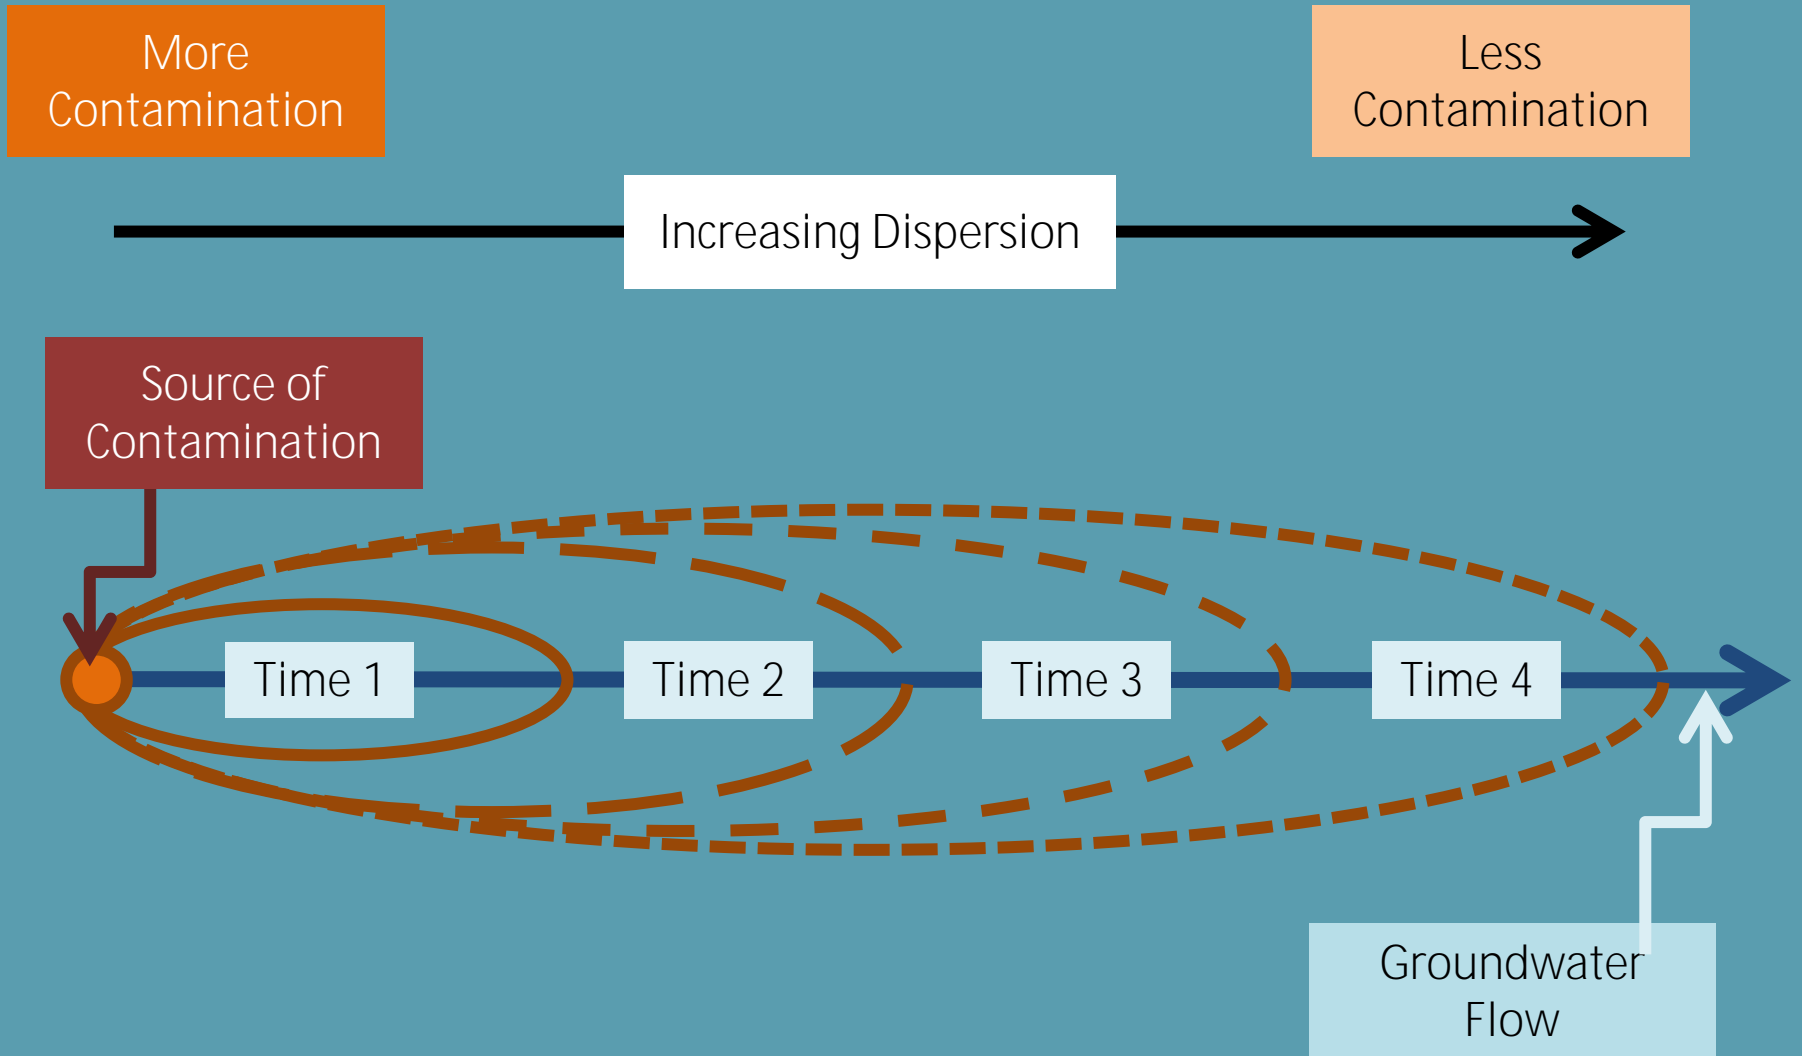 More
Contamination
Less
Contamination
Increasing Dispersion
Source of
Contamination
Time 1
Time 2
Time 3
Time 4
Groundwater
Flow